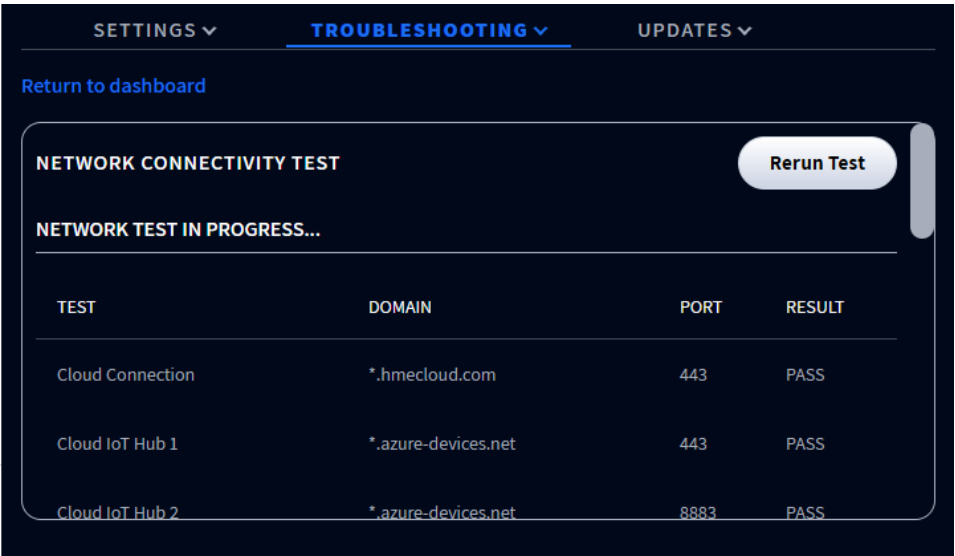 SETTINGS TROUBLESHOOTING UPDATES
Return to dashboard
NETWORK CONNECTIVITY TEST Rerun Test
NETWORK TEST IN PROGRESS...
TEST DOMAIN PORT RESULT
Cloud Connection *.hmecloud.com 443 PASS
Cloud IoT Hub 1 *.azure-devices.net 443 PASS
Cloud IoT Hub 2 *.azure-devices.net 8883 PASS